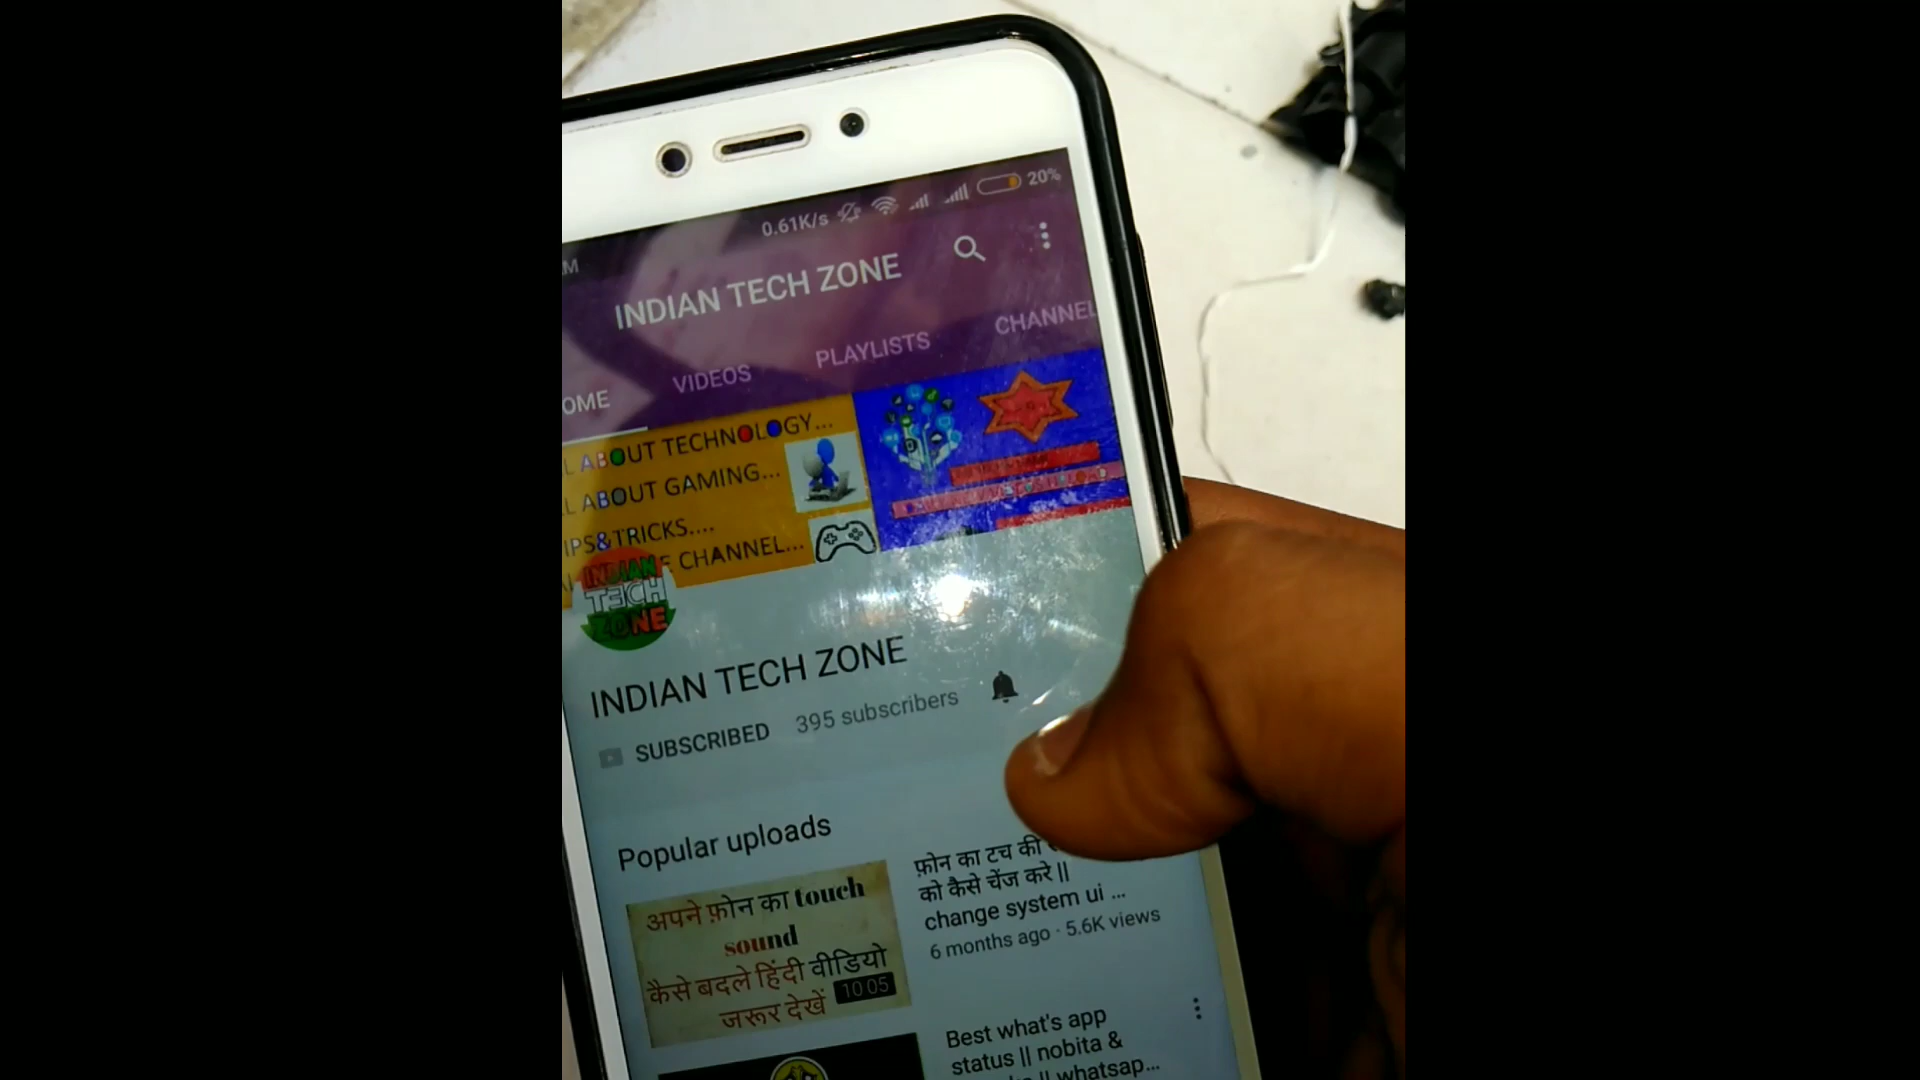 0.61K/s 20%
INDIAN TECH ZONE
VIDEOS PLAYLISTS CHANNEL
ABOUT TECHNOLOGY...
ABOUT GAMING...
IPS&TRICKS....
CHANNEL...
INDIAN
TECH
ZONE
INDIAN TECH ZONE
SUBSCRIBED 395 subscribers
Popular uploads
अपने फ़ोन का touch
sound
कैसे बदले हिंदी वीडियो
जरूर देखें 10:05
फ़ोन का टच की
को कैसे चेंज करे ||
change system ui ...
6 months ago · 5.6K views
Best what's app
status || nobita &
|| whatsap...